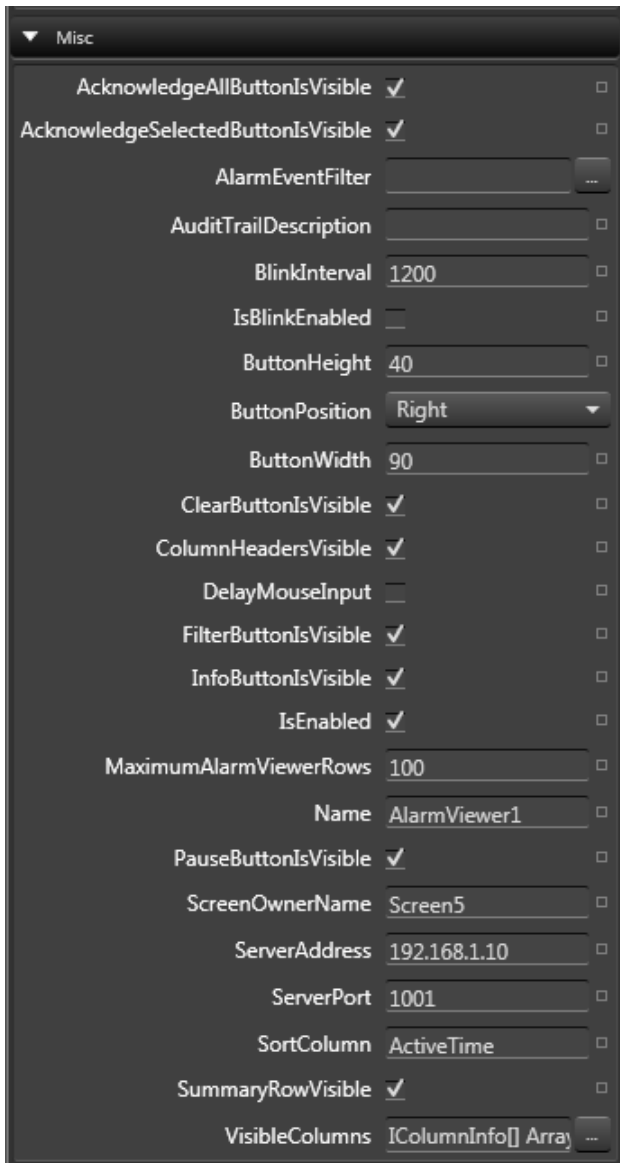 Misc
AcknowledgeAllButtonIsVisible
AcknowledgeSelectedButtonIsVisible
AlarmEventFilter ...
AuditTrailDescription
BlinkInterval 1200
IsBlinkEnabled
ButtonHeight 40
ButtonPosition Right
ButtonWidth 90
ClearButtonIsVisible
ColumnHeadersVisible
DelayMouseInput
FilterButtonIsVisible
InfoButtonIsVisible
IsEnabled
MaximumAlarmViewerRows 100
Name AlarmViewer1
PauseButtonIsVisible
ScreenOwnerName Screen5
ServerAddress 192.168.1.10
ServerPort 1001
SortColumn ActiveTime
SummaryRowVisible
VisibleColumns IColumnInfo[] Array ...